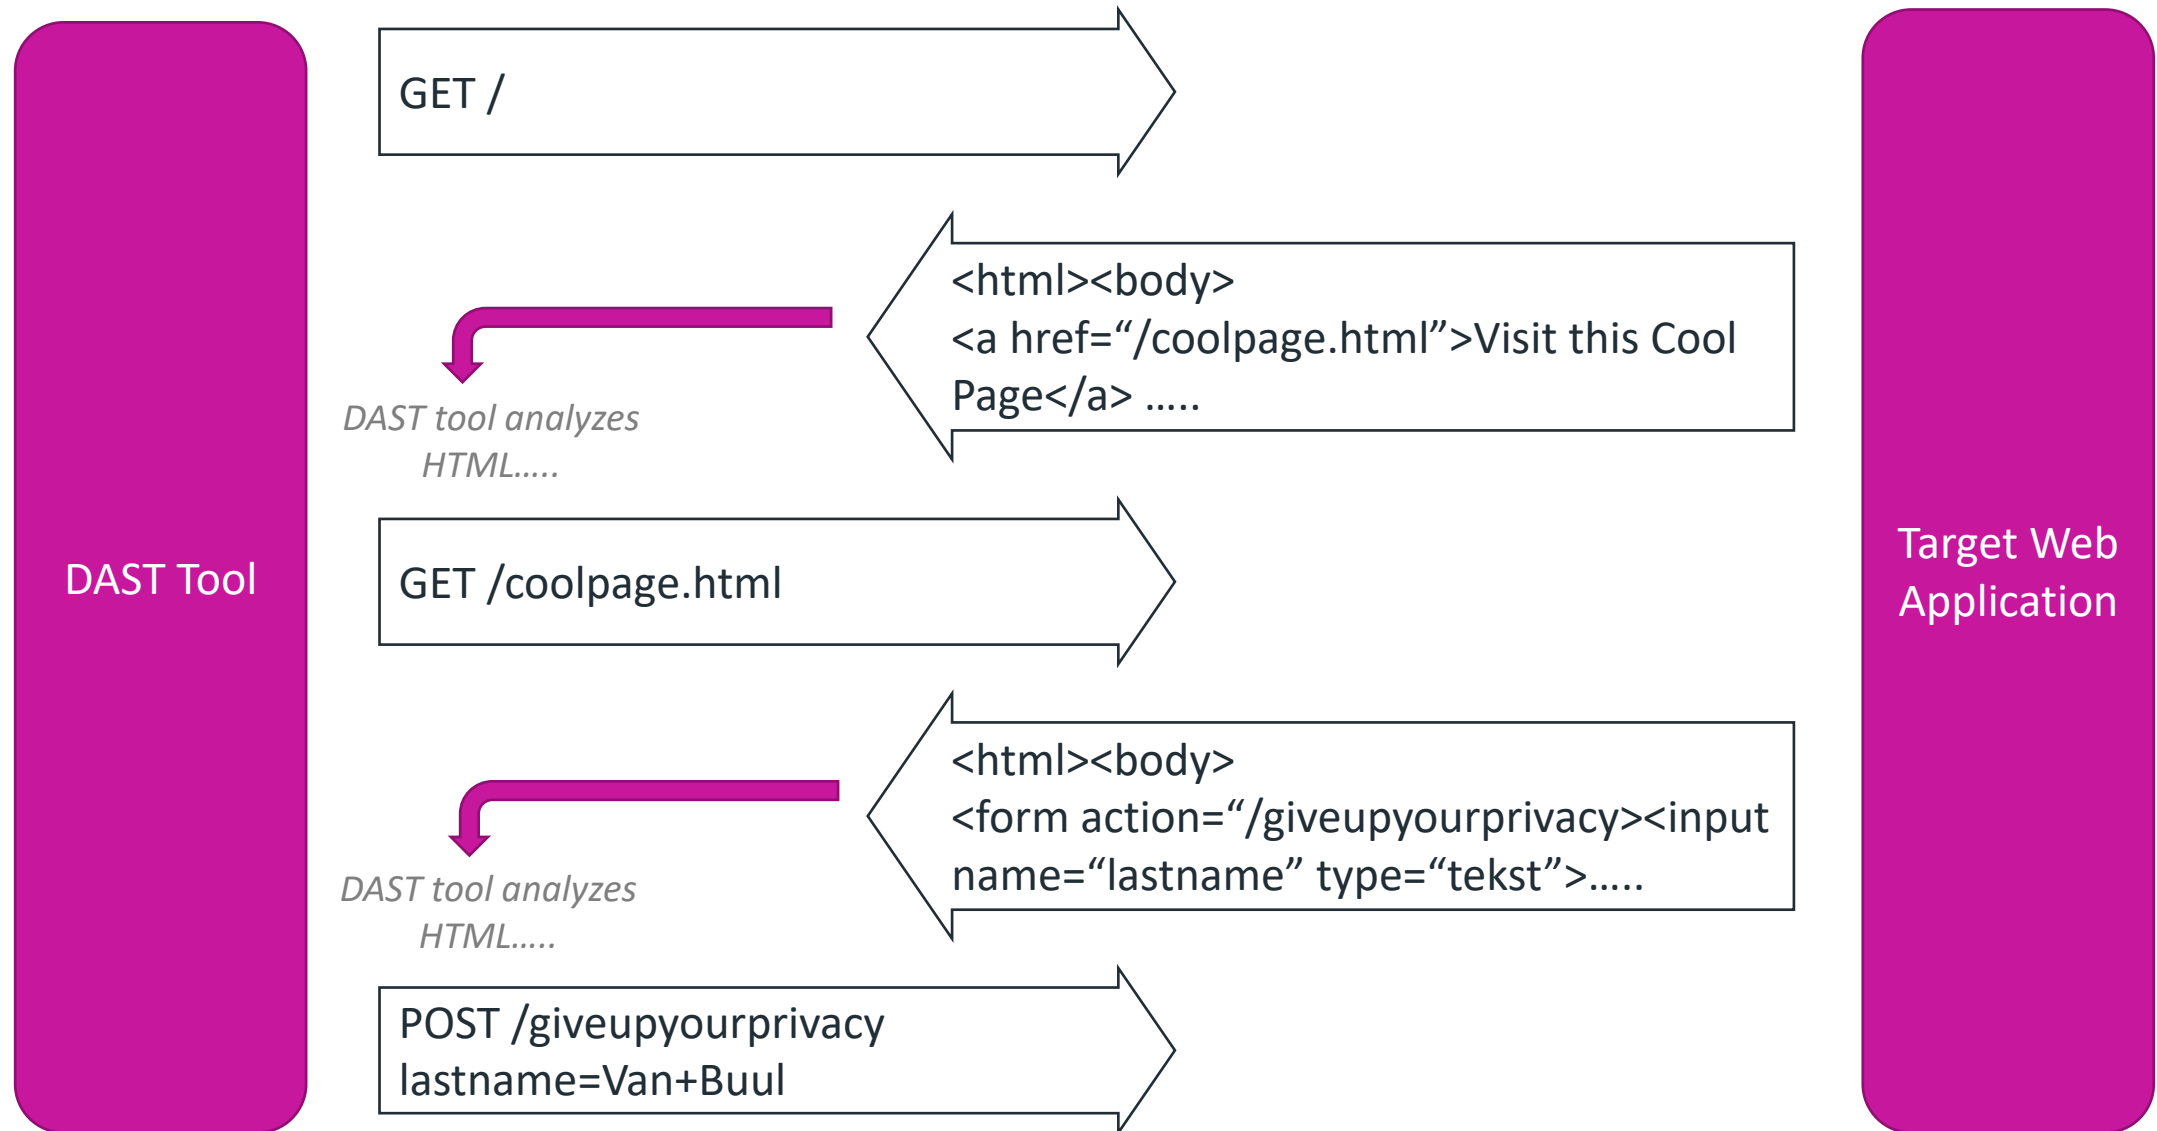 GET /
<html><body>
<a href=“/coolpage.html”>Visit this Cool
Page</a> …..
DAST tool analyzes
HTML…..
DAST Tool
GET /coolpage.html
Target Web
Application
<html><body>
<form action=“/giveupyourprivacy><input
name=“lastname” type=“tekst”>…..
DAST tool analyzes
HTML…..
POST /giveupyourprivacy
lastname=Van+Buul